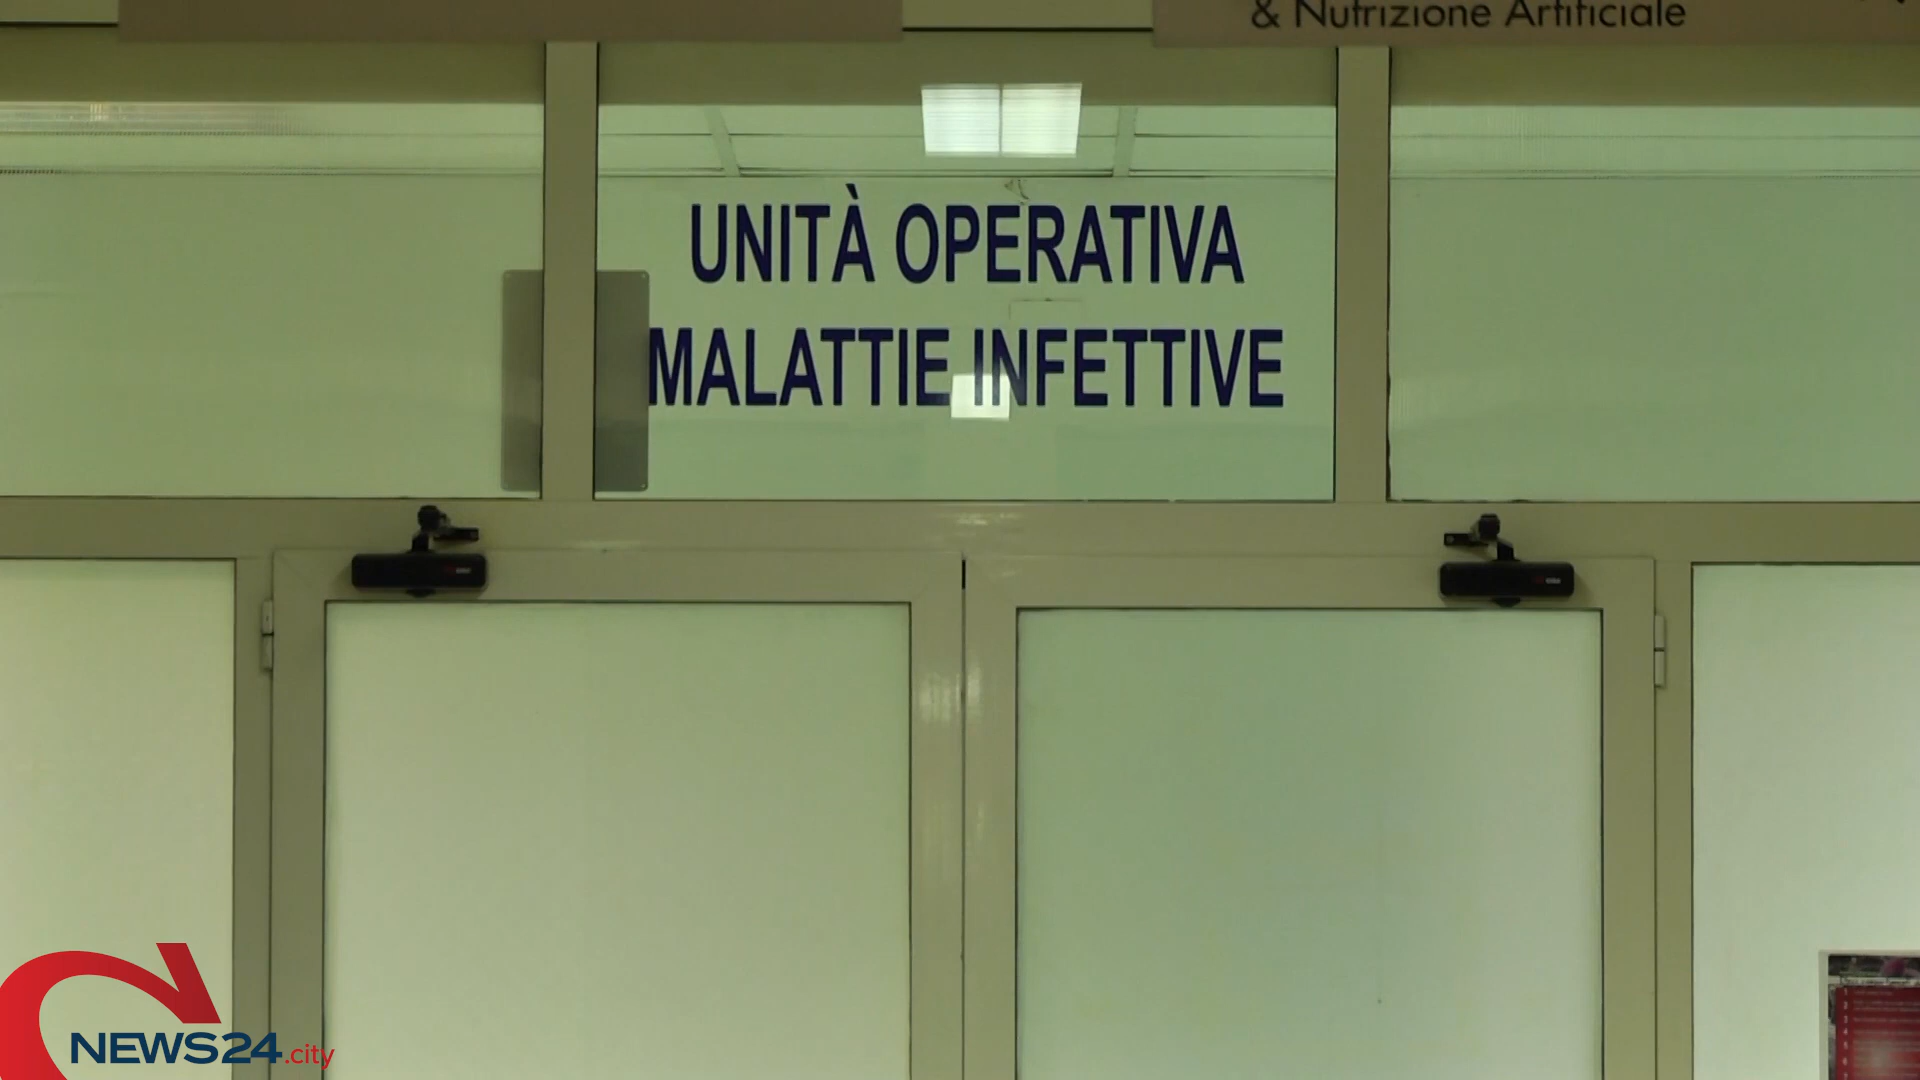 & Nutrizione Artificiale
UNITÀ OPERATIVA
MALATTIE INFETTIVE
NEWS24.city